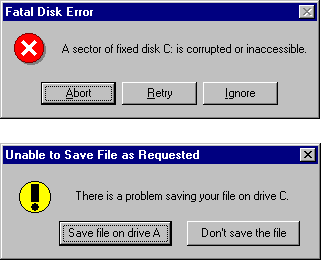 Fatal Disk Error
A sector of fixed disk C: is corrupted or inaccessible.
Abort Retry Ignore
Unable to Save File as Requested
There is a problem saving your file on drive C.
Save file on drive A Don't save the file